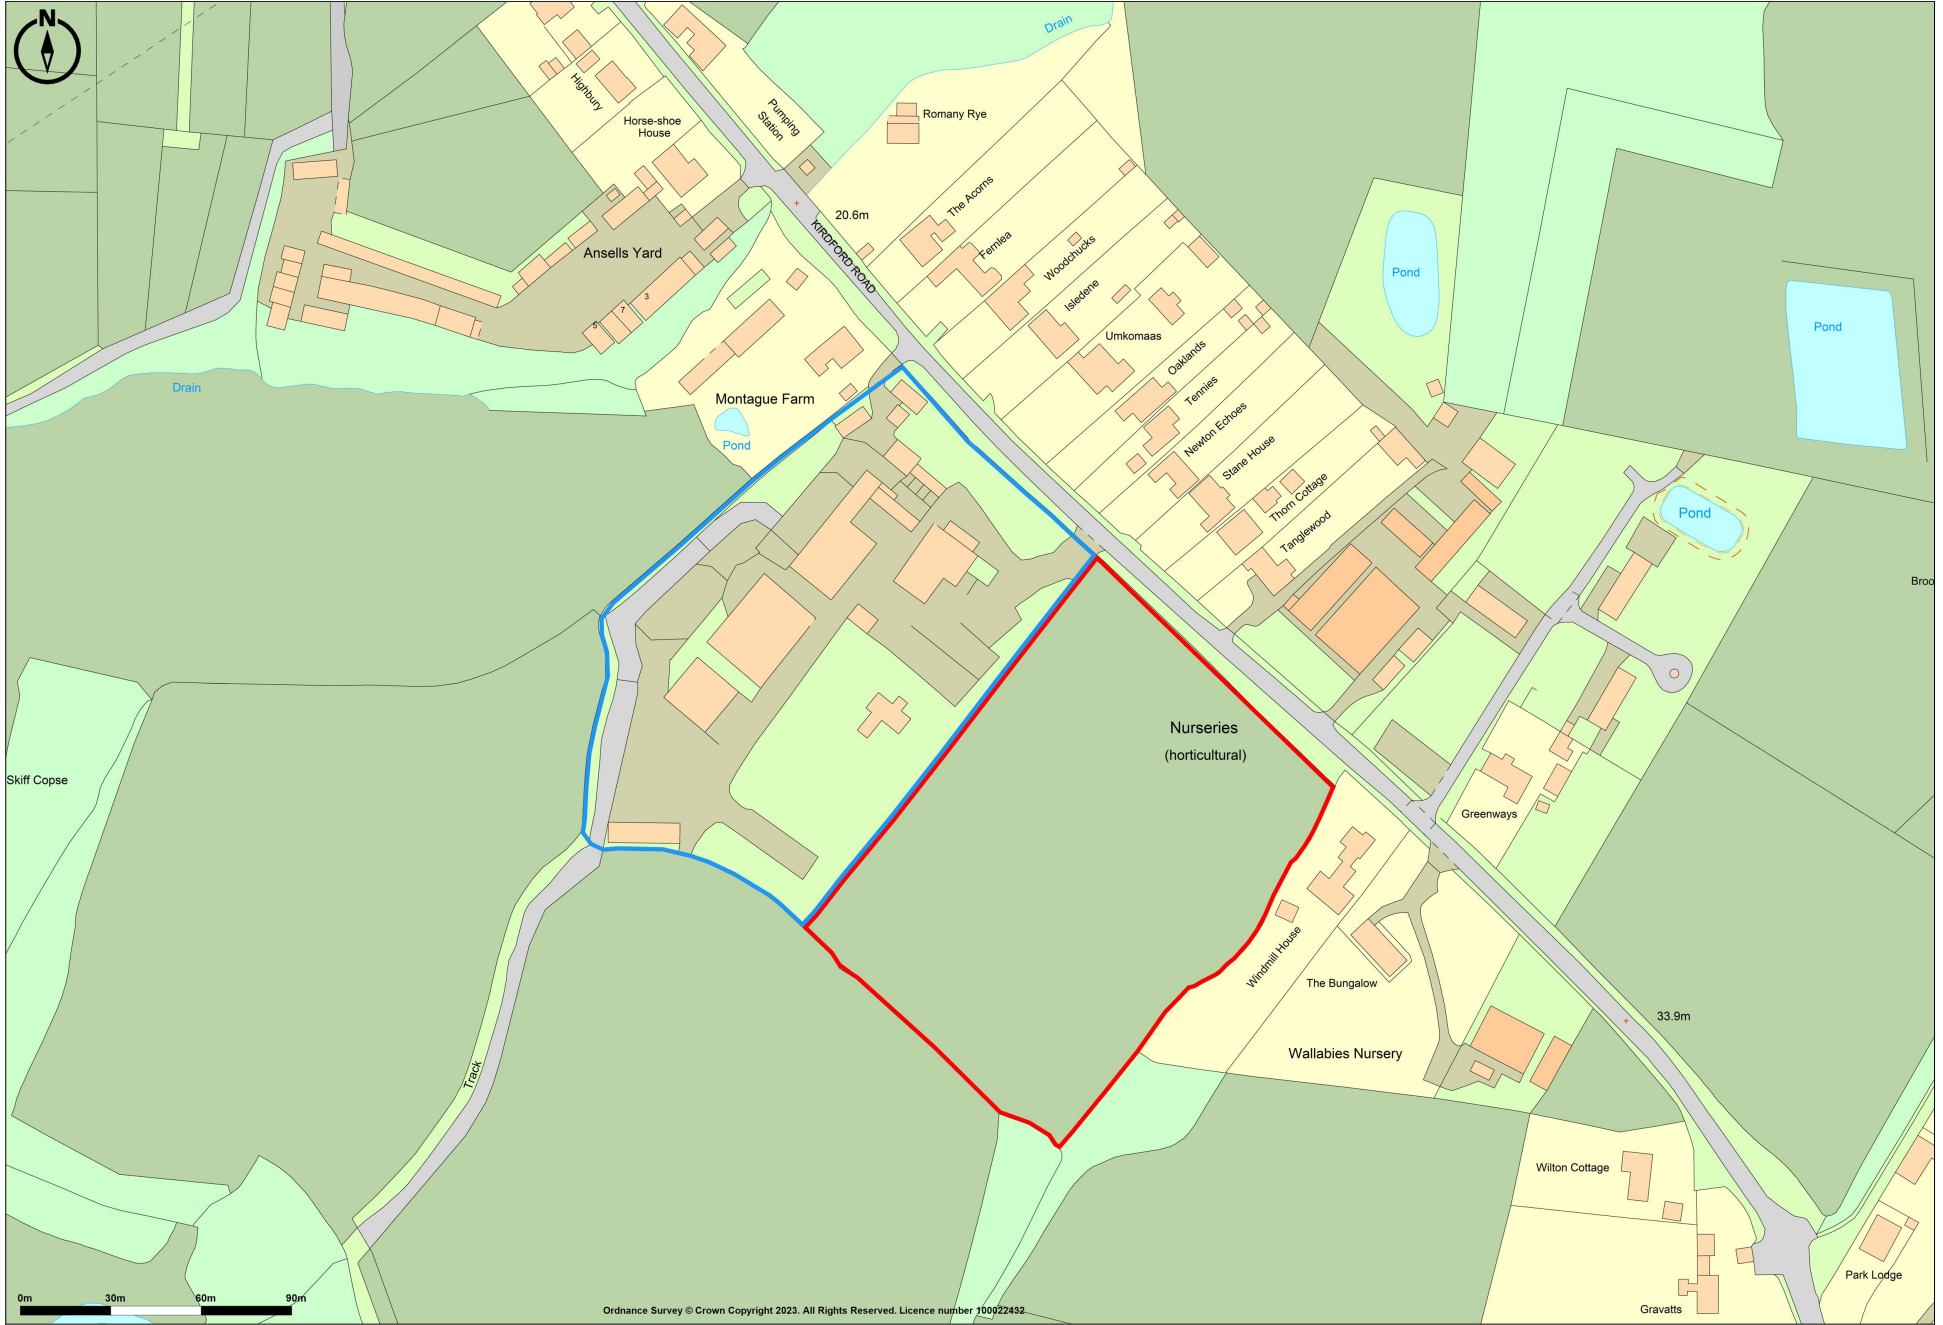 N
Drain
Highbury
Horse-shoe
House
Pumping
Station
Romany Rye
The Acorns
20.6m
KIRDFORD ROAD
Fernlea
Woodchucks
Ansells Yard
3
7
5
Isledene
Umkomaas
Pond
Pond
Oaklands
Drain
Tennies
Montague Farm
Newton Echoes
Pond
Stane House
Thorn Cottage
Tanglewood
Pond
Broo
Nurseries
(horticultural)
Skiff Copse
Greenways
Windmill House
The Bungalow
33.9m
Wallabies Nursery
Track
Wilton Cottage
Park Lodge
Gravatts
0m 30m 60m 90m
Ordnance Survey © Crown Copyright 2023. All Rights Reserved. Licence number 100022432